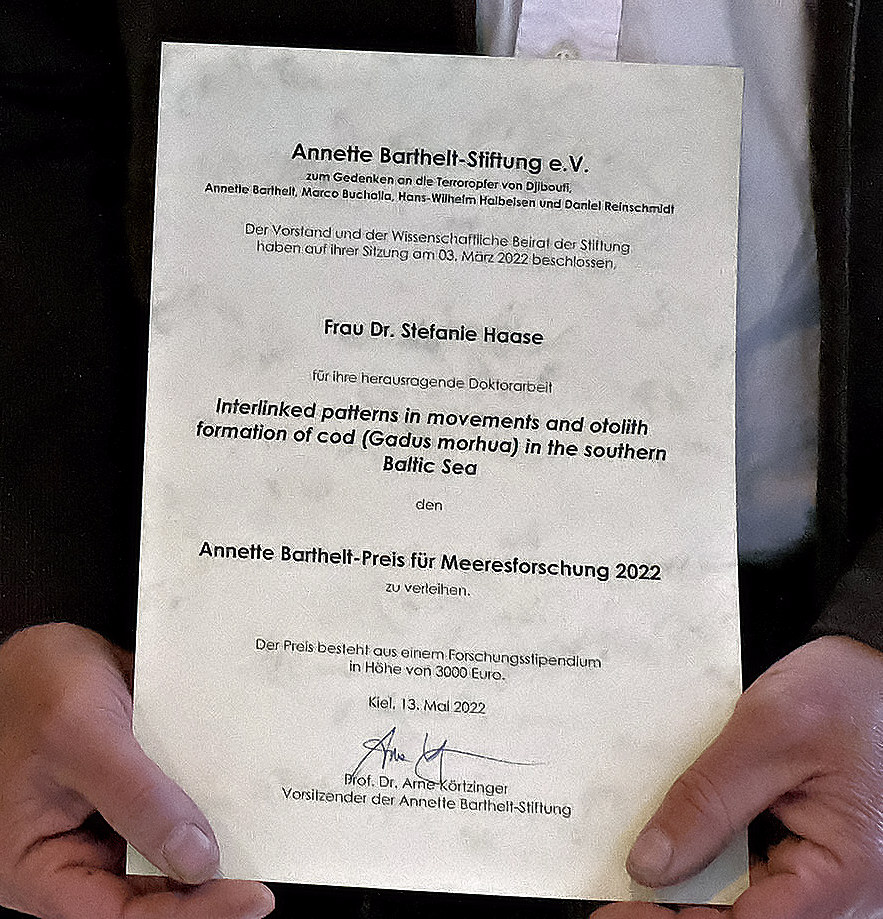 Annette Barthelt-Stiftung e.V.
zum Gedenken an die Terroropfer von Djibouti,
Annette Barthelt, Marco Buchalla, Hans-Wilhelm Halbeisen und Daniel Reinschmidt
Der Vorstand und der Wissenschaftliche Beirat der Stiftung
haben auf ihrer Sitzung am 03. März 2022 beschlossen,
Frau Dr. Stefanie Haase
für ihre herausragende Doktorarbeit
Interlinked patterns in movements and otolith
formation of cod (Gadus morhua) in the southern
Baltic Sea
den
Annette Barthelt-Preis für Meeresforschung 2022
zu verleihen.
Der Preis besteht aus einem Forschungsstipendium
in Höhe von 3000 Euro.
Kiel, 13. Mai 2022
Prof. Dr. Arne Körtzinger
Vorsitzender der Annette Barthelt-Stiftung